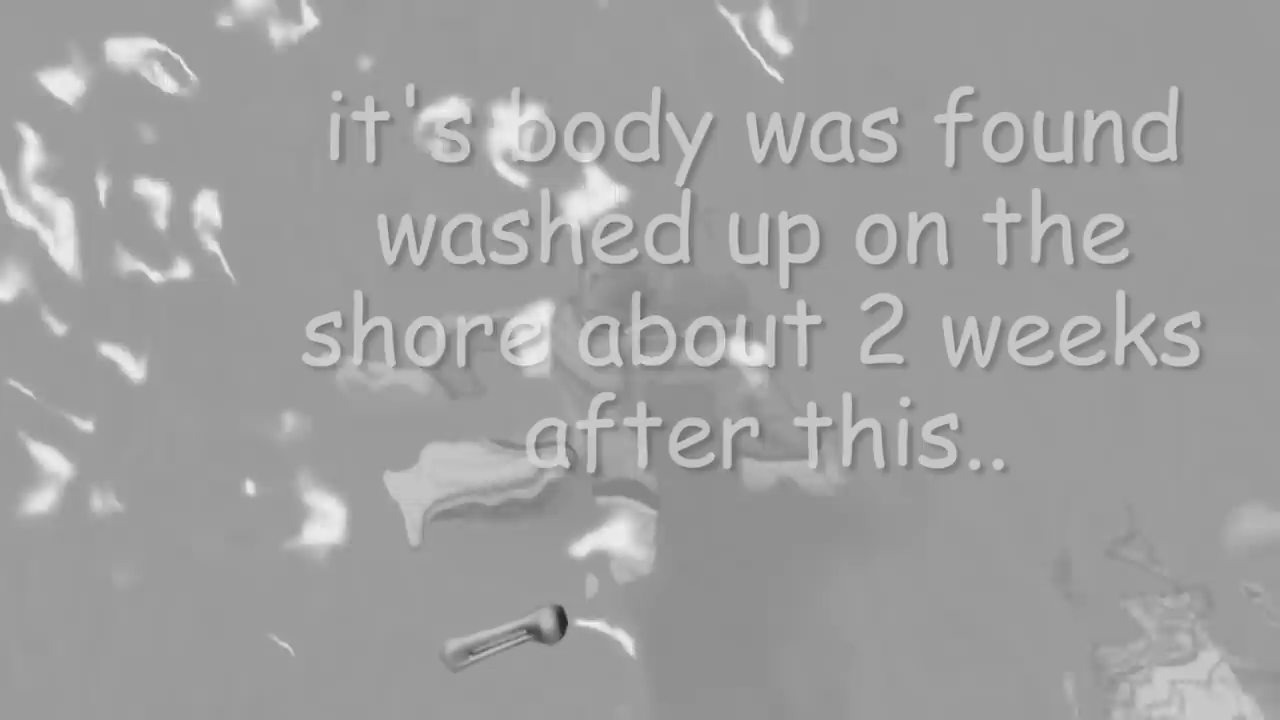 it's body was found
washed up on the
shore about 2 weeks
after this..